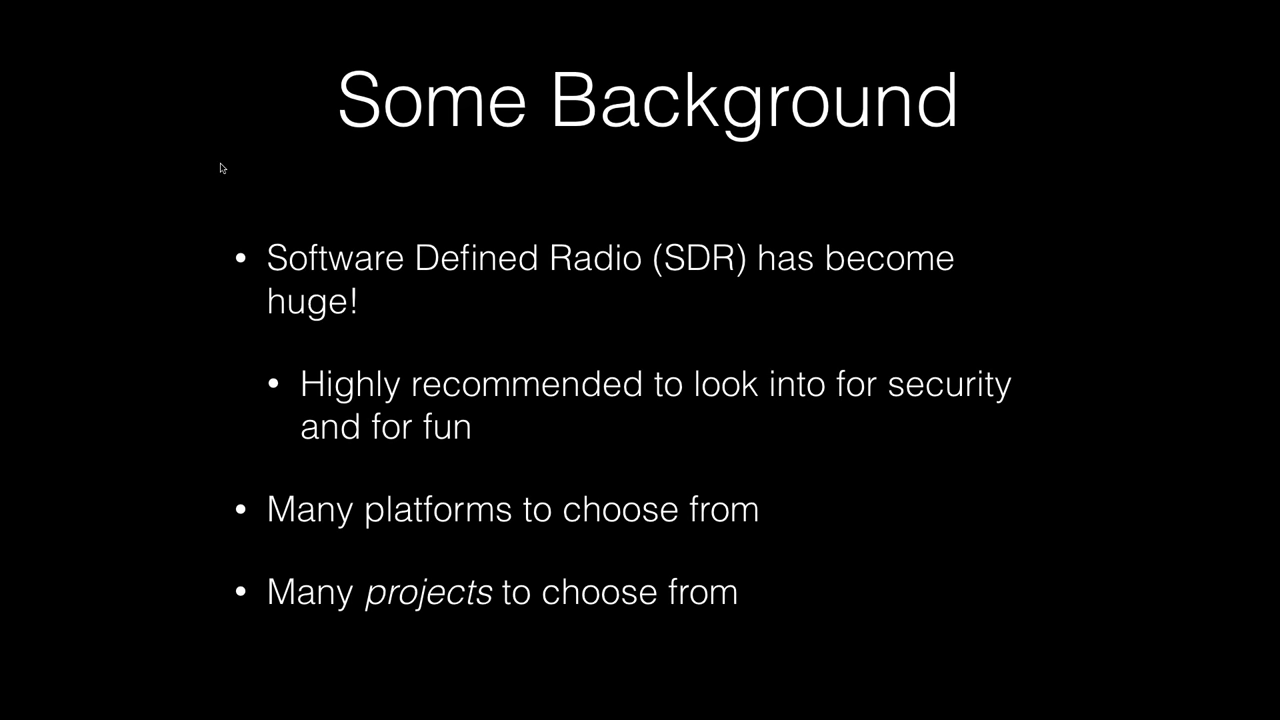 Some Background
• Software Defined Radio (SDR) has become
huge!
• Highly recommended to look into for security
and for fun
• Many platforms to choose from
• Many projects to choose from